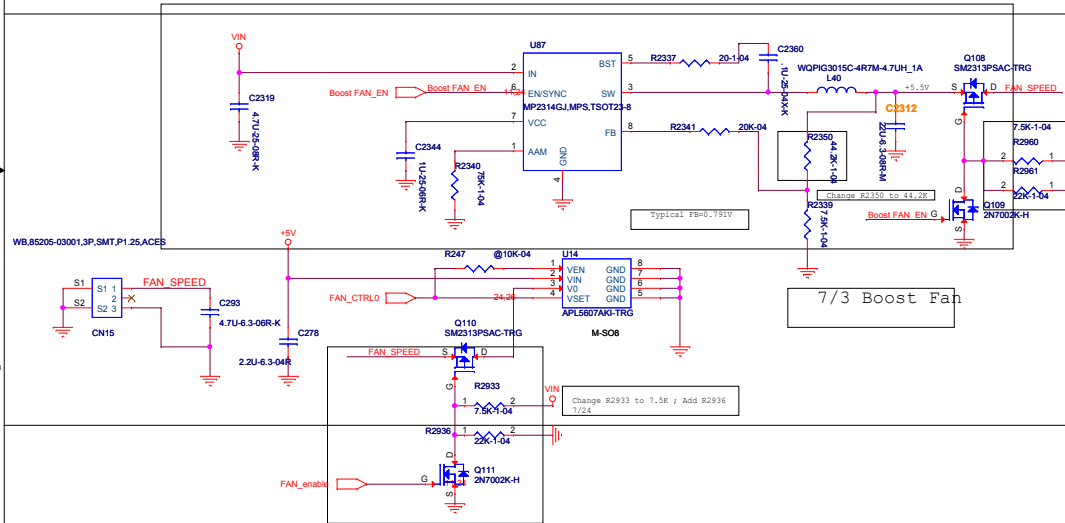 VIN
U87
C2360
.1U-25-04X-K
R2337
20-1-04
WQPIG3015C-4R7M-4.7UH_1A
L40
Q108
SM2313PSAC-TRG
S
D
G
FAN_SPEED
+5.5V
2
IN
BST
5
Boost FAN_EN
Boost FAN_EN
6
EN/SYNC
SW
3
MP2314GJ,MPS,TSOT23-8
7
VCC
FB
8
1
AAM
GND
4
C2319
4.7U-25-08R-K
C2344
1U-25-06R-K
R2340
75K-1-04
R2341
20K-04
R2350
44.2K-1-04
C2312
22U-6.3-08R-M
7.5K-1-04
R2960
2
1
R2961
2
1
22K-1-04
Change R2350 to 44.2K
R2339
7.5K-1-04
Typical FB=0.791V
Boost FAN_EN
G
D
S
Q109
2N7002K-H
WB,85205-03001,3P,SMT,P1.25,ACES
+5V
R247
@10K-04
U14
1
VEN
GND
8
2
VIN
GND
7
3
V0
GND
6
4
VSET
GND
5
APL5607AKI-TRG
M-SO8
FAN_CTRL0
S1
S1
1
2
S2
S2
3
CN15
FAN_SPEED
C293
4.7U-6.3-06R-K
C278
2.2U-6.3-04R
7/3 Boost Fan
Q110
SM2313PSAC-TRG
FAN_SPEED
S
D
G
R2933
1
2
7.5K-1-04
VIN
Change R2933 to 7.5K ; Add R2936
7/24
R2936
1
2
22K-1-04
D
G
S
Q111
2N7002K-H
FAN_enable